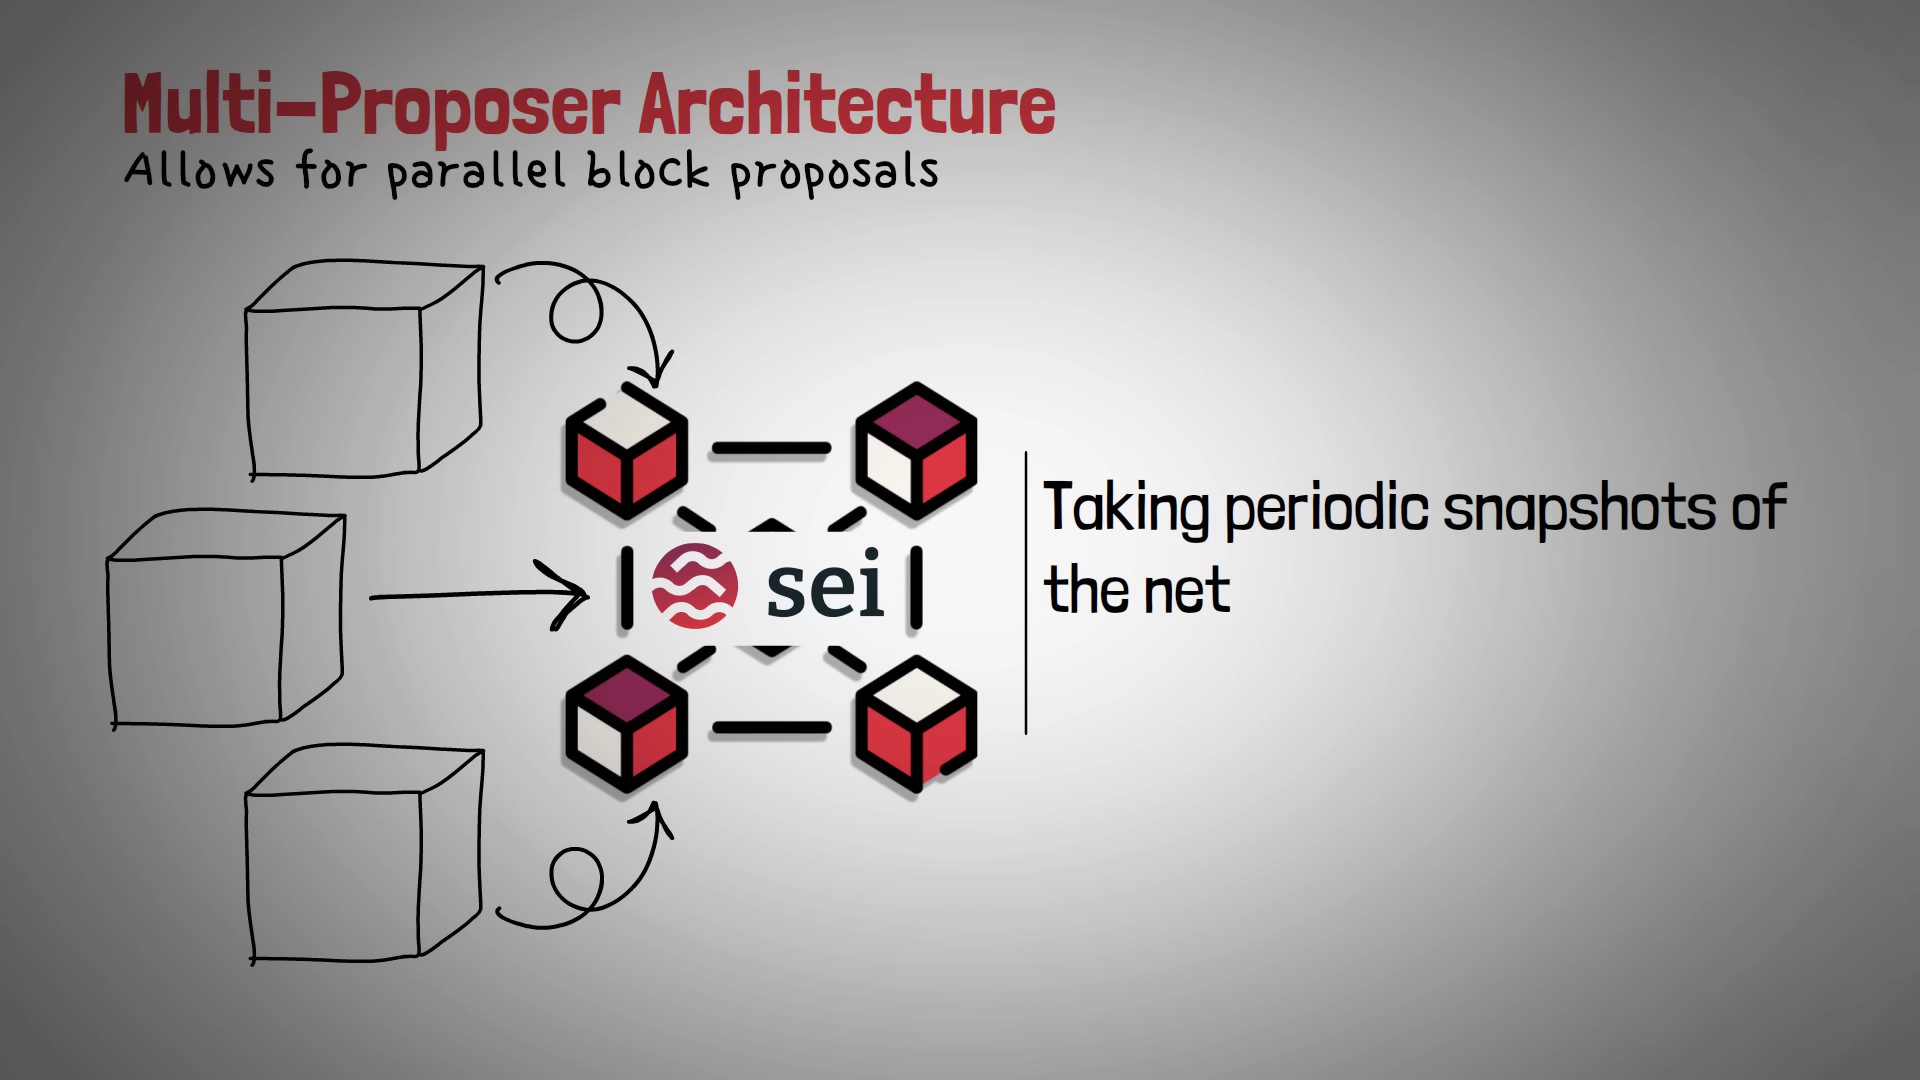 Multi-Proposer Architecture
Allows for parallel block proposals
sei
Taking periodic snapshots of
the net